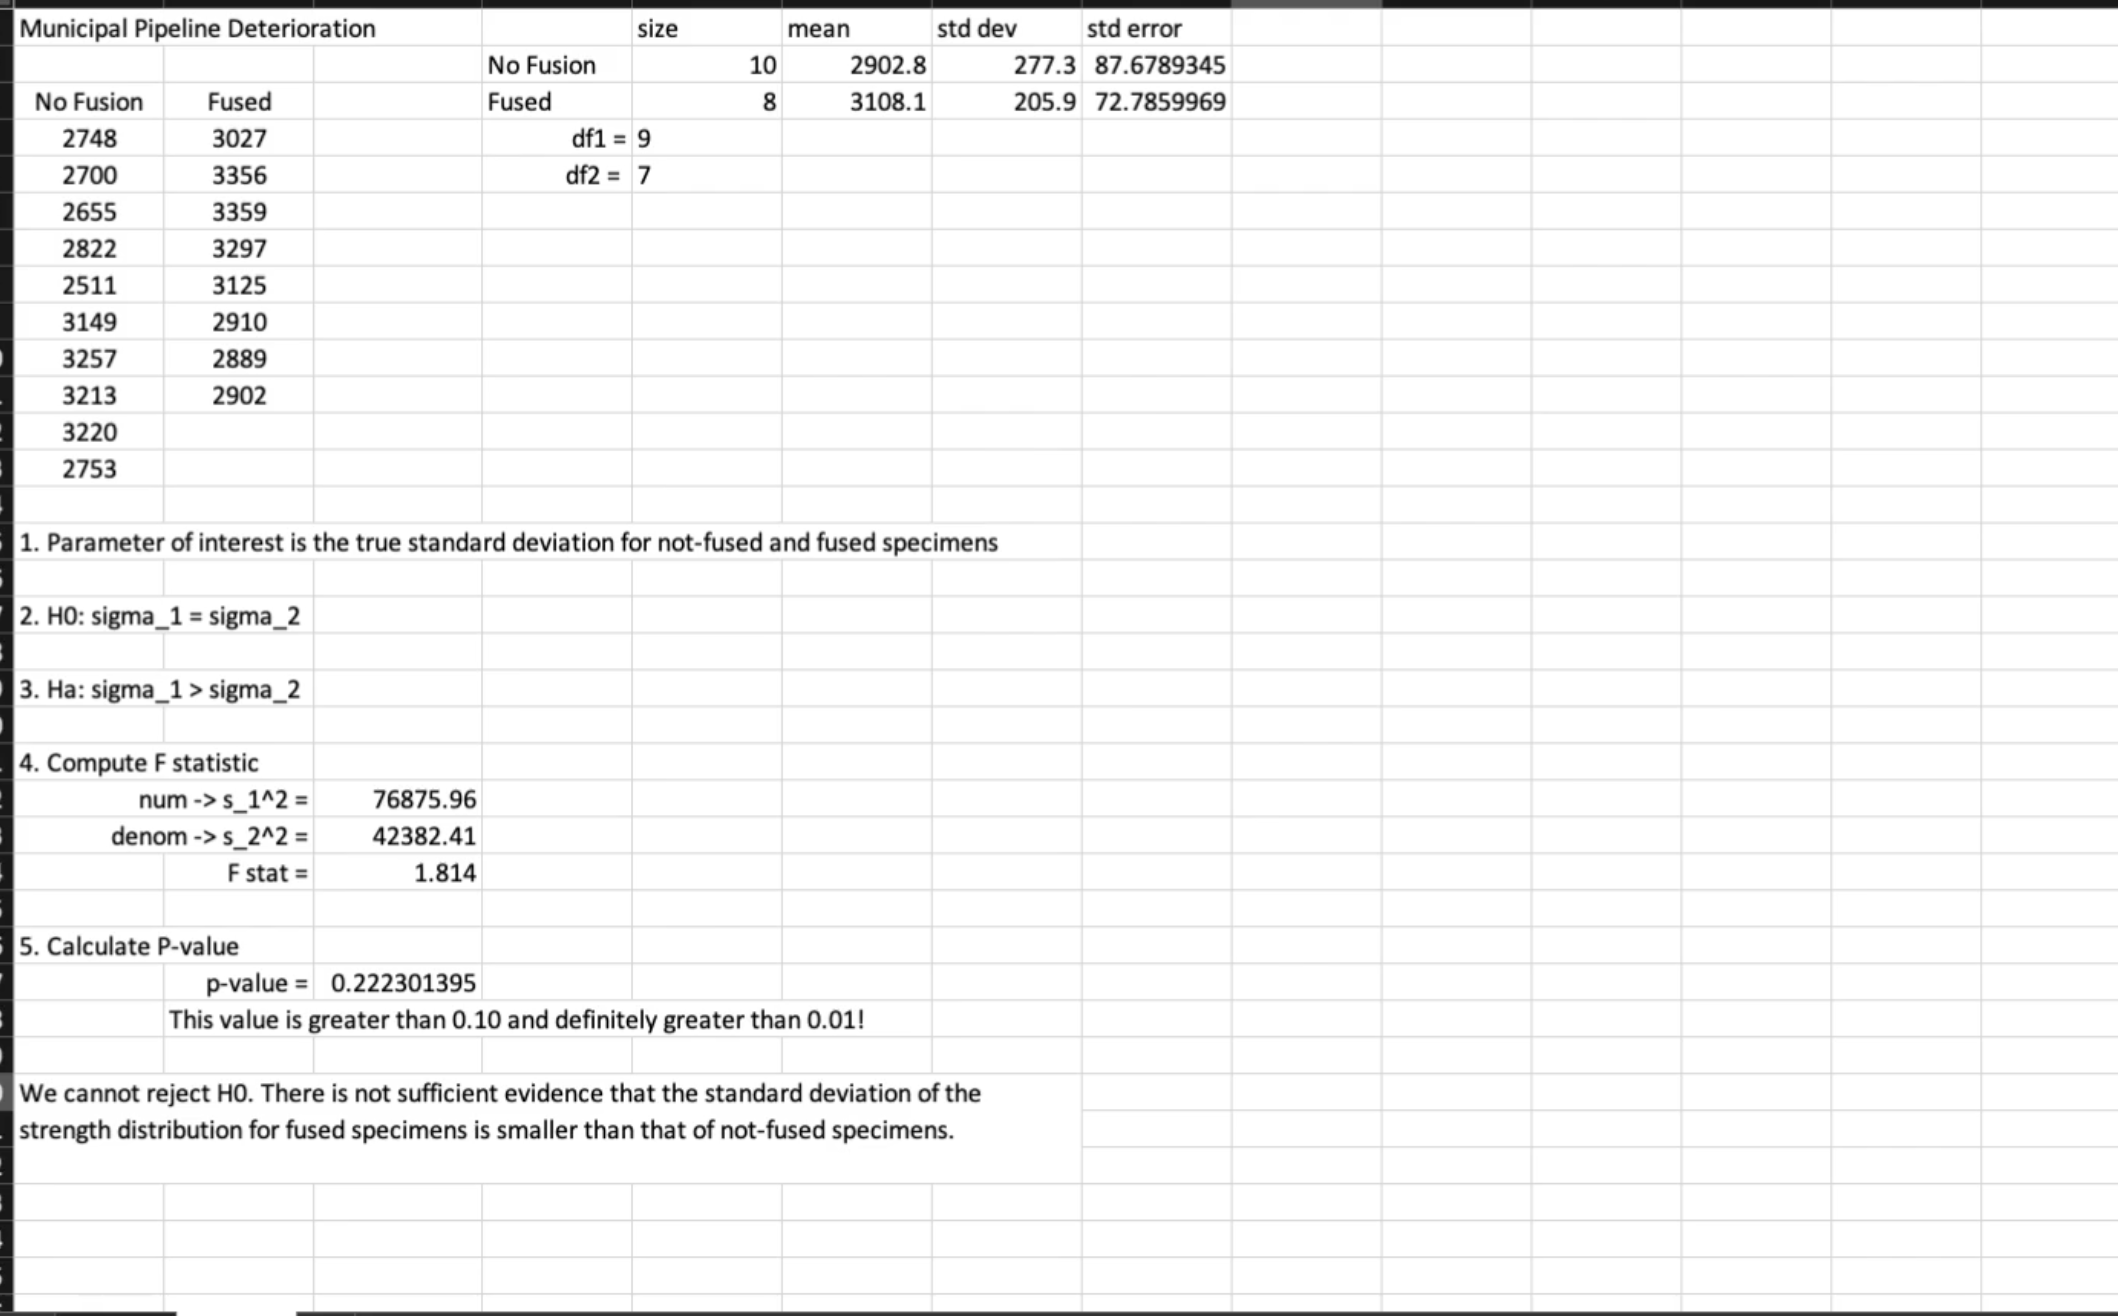 Municipal Pipeline Deterioration size mean std dev std error
No Fusion 10 2902.8 277.3 87.6789345
No Fusion Fused Fused 8 3108.1 205.9 72.7859969
2748 3027 df1 = 9
2700 3356 df2 = 7
2655 3359
2822 3297
2511 3125
3149 2910
3257 2889
3213 2902
3220
2753
1. Parameter of interest is the true standard deviation for not-fused and fused specimens
2. H0: sigma_1 = sigma_2
3. Ha: sigma_1 > sigma_2
4. Compute F statistic
num -> s_1^2 = 76875.96
denom -> s_2^2 = 42382.41
F stat = 1.814
5. Calculate P-value
p-value = 0.222301395
This value is greater than 0.10 and definitely greater than 0.01!
We cannot reject H0. There is not sufficient evidence that the standard deviation of the
strength distribution for fused specimens is smaller than that of not-fused specimens.